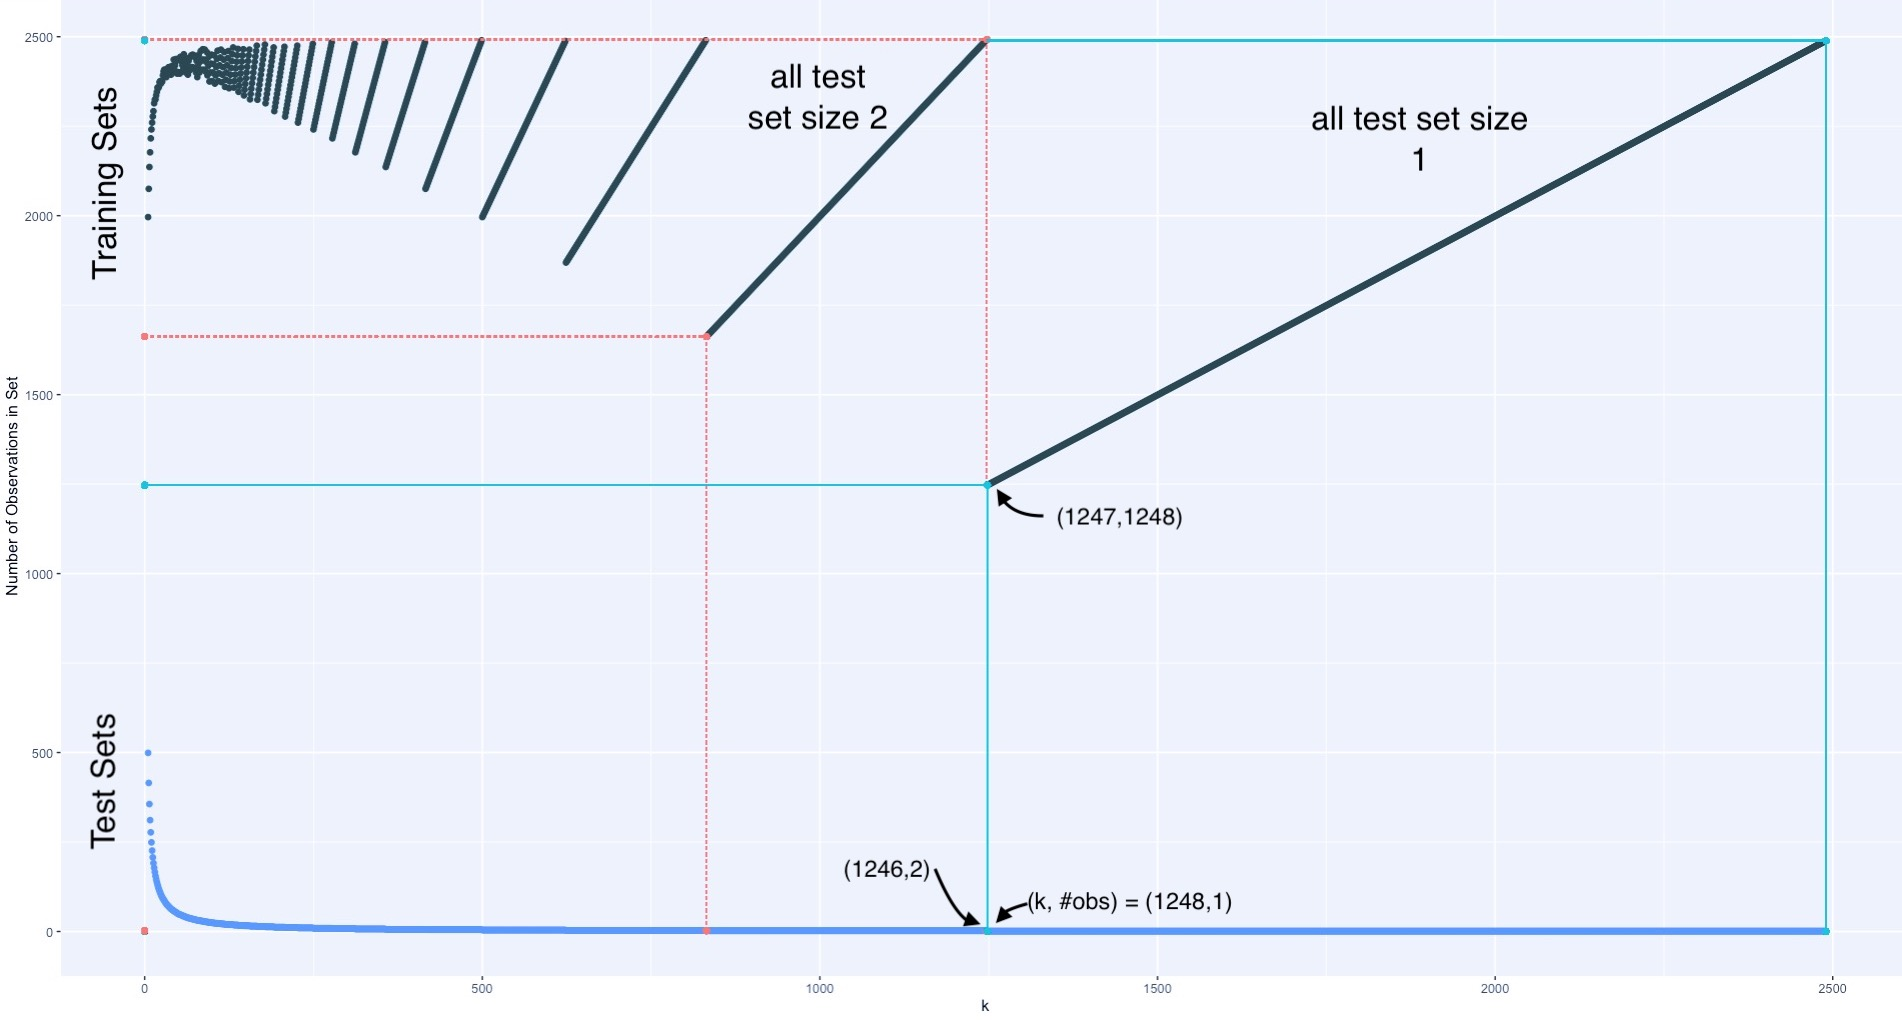 2500
2000
1500
1000
500
0
Number of Observations in Set
Training Sets
Test Sets
all test
set size 2
all test set size
1
(1247,1248)
(1246,2)
(k, #obs) = (1248,1)
0
500
1000
1500
2000
2500
k